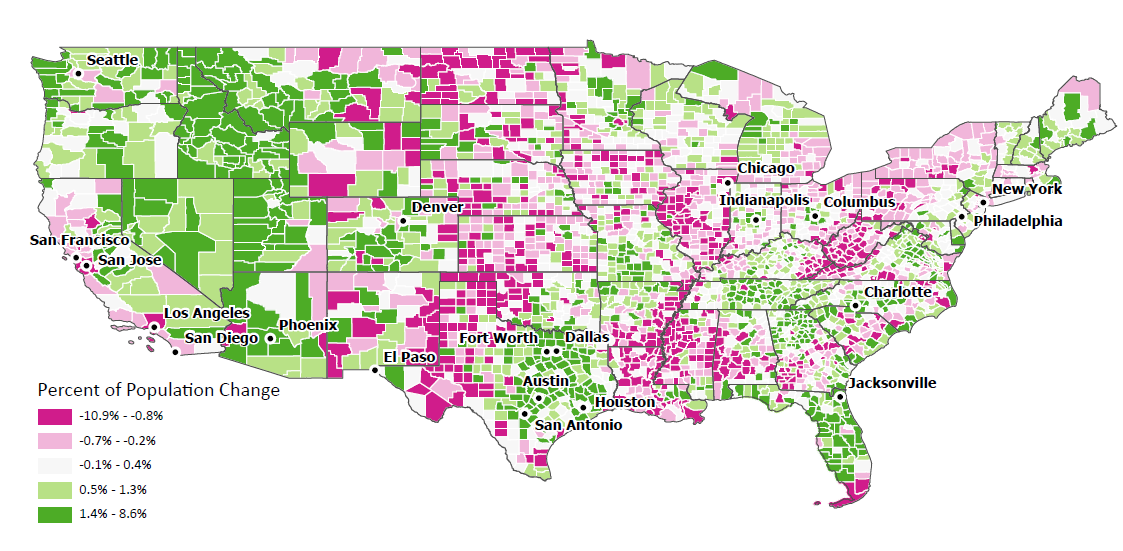 Seattle
Chicago
New York
Indianapolis
Columbus
Denver
Philadelphia
San Francisco
San Jose
Charlotte
Los Angeles
Phoenix
San Diego
Fort Worth
Dallas
El Paso
Austin
Jacksonville
Percent of Population Change
Houston
-10.9% - -0.8%
San Antonio
-0.7% - -0.2%
-0.1% - 0.4%
0.5% - 1.3%
1.4% - 8.6%